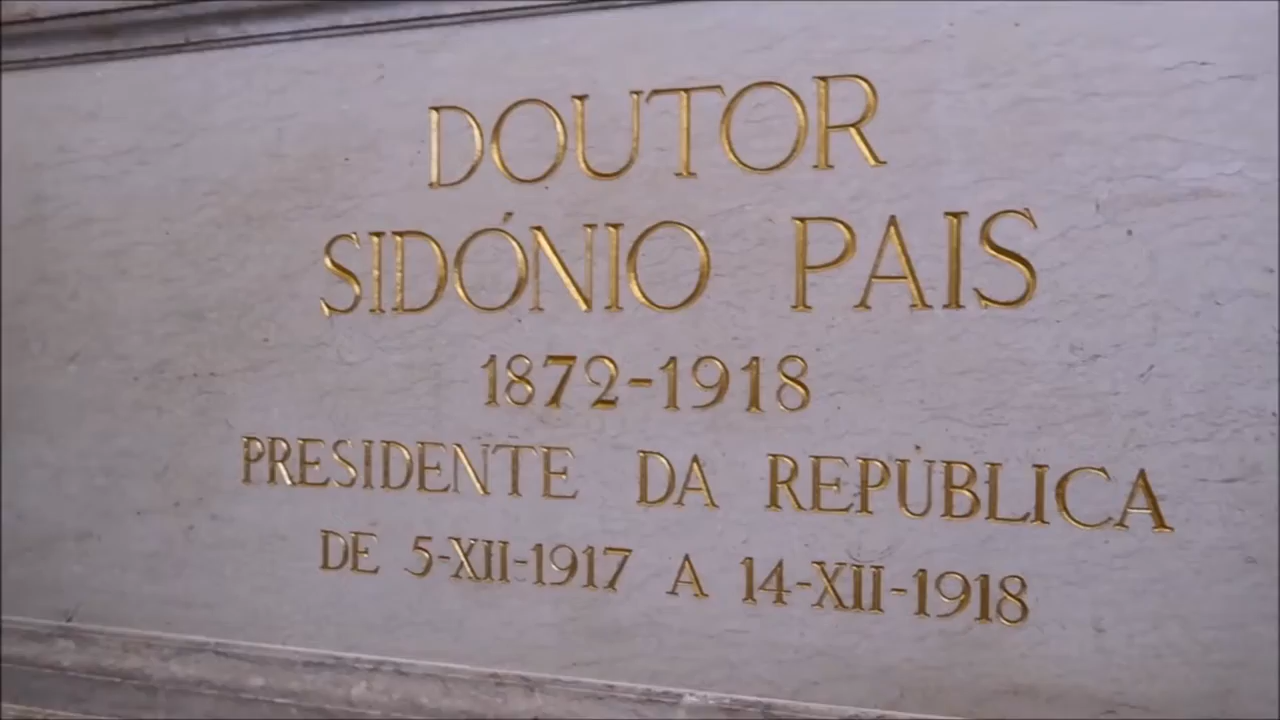 DOUTOR
SIDÓNIO PAIS
1872-1918
PRESIDENTE DA REPÚBLICA
DE 5-XII-1917 A 14-XII-1918